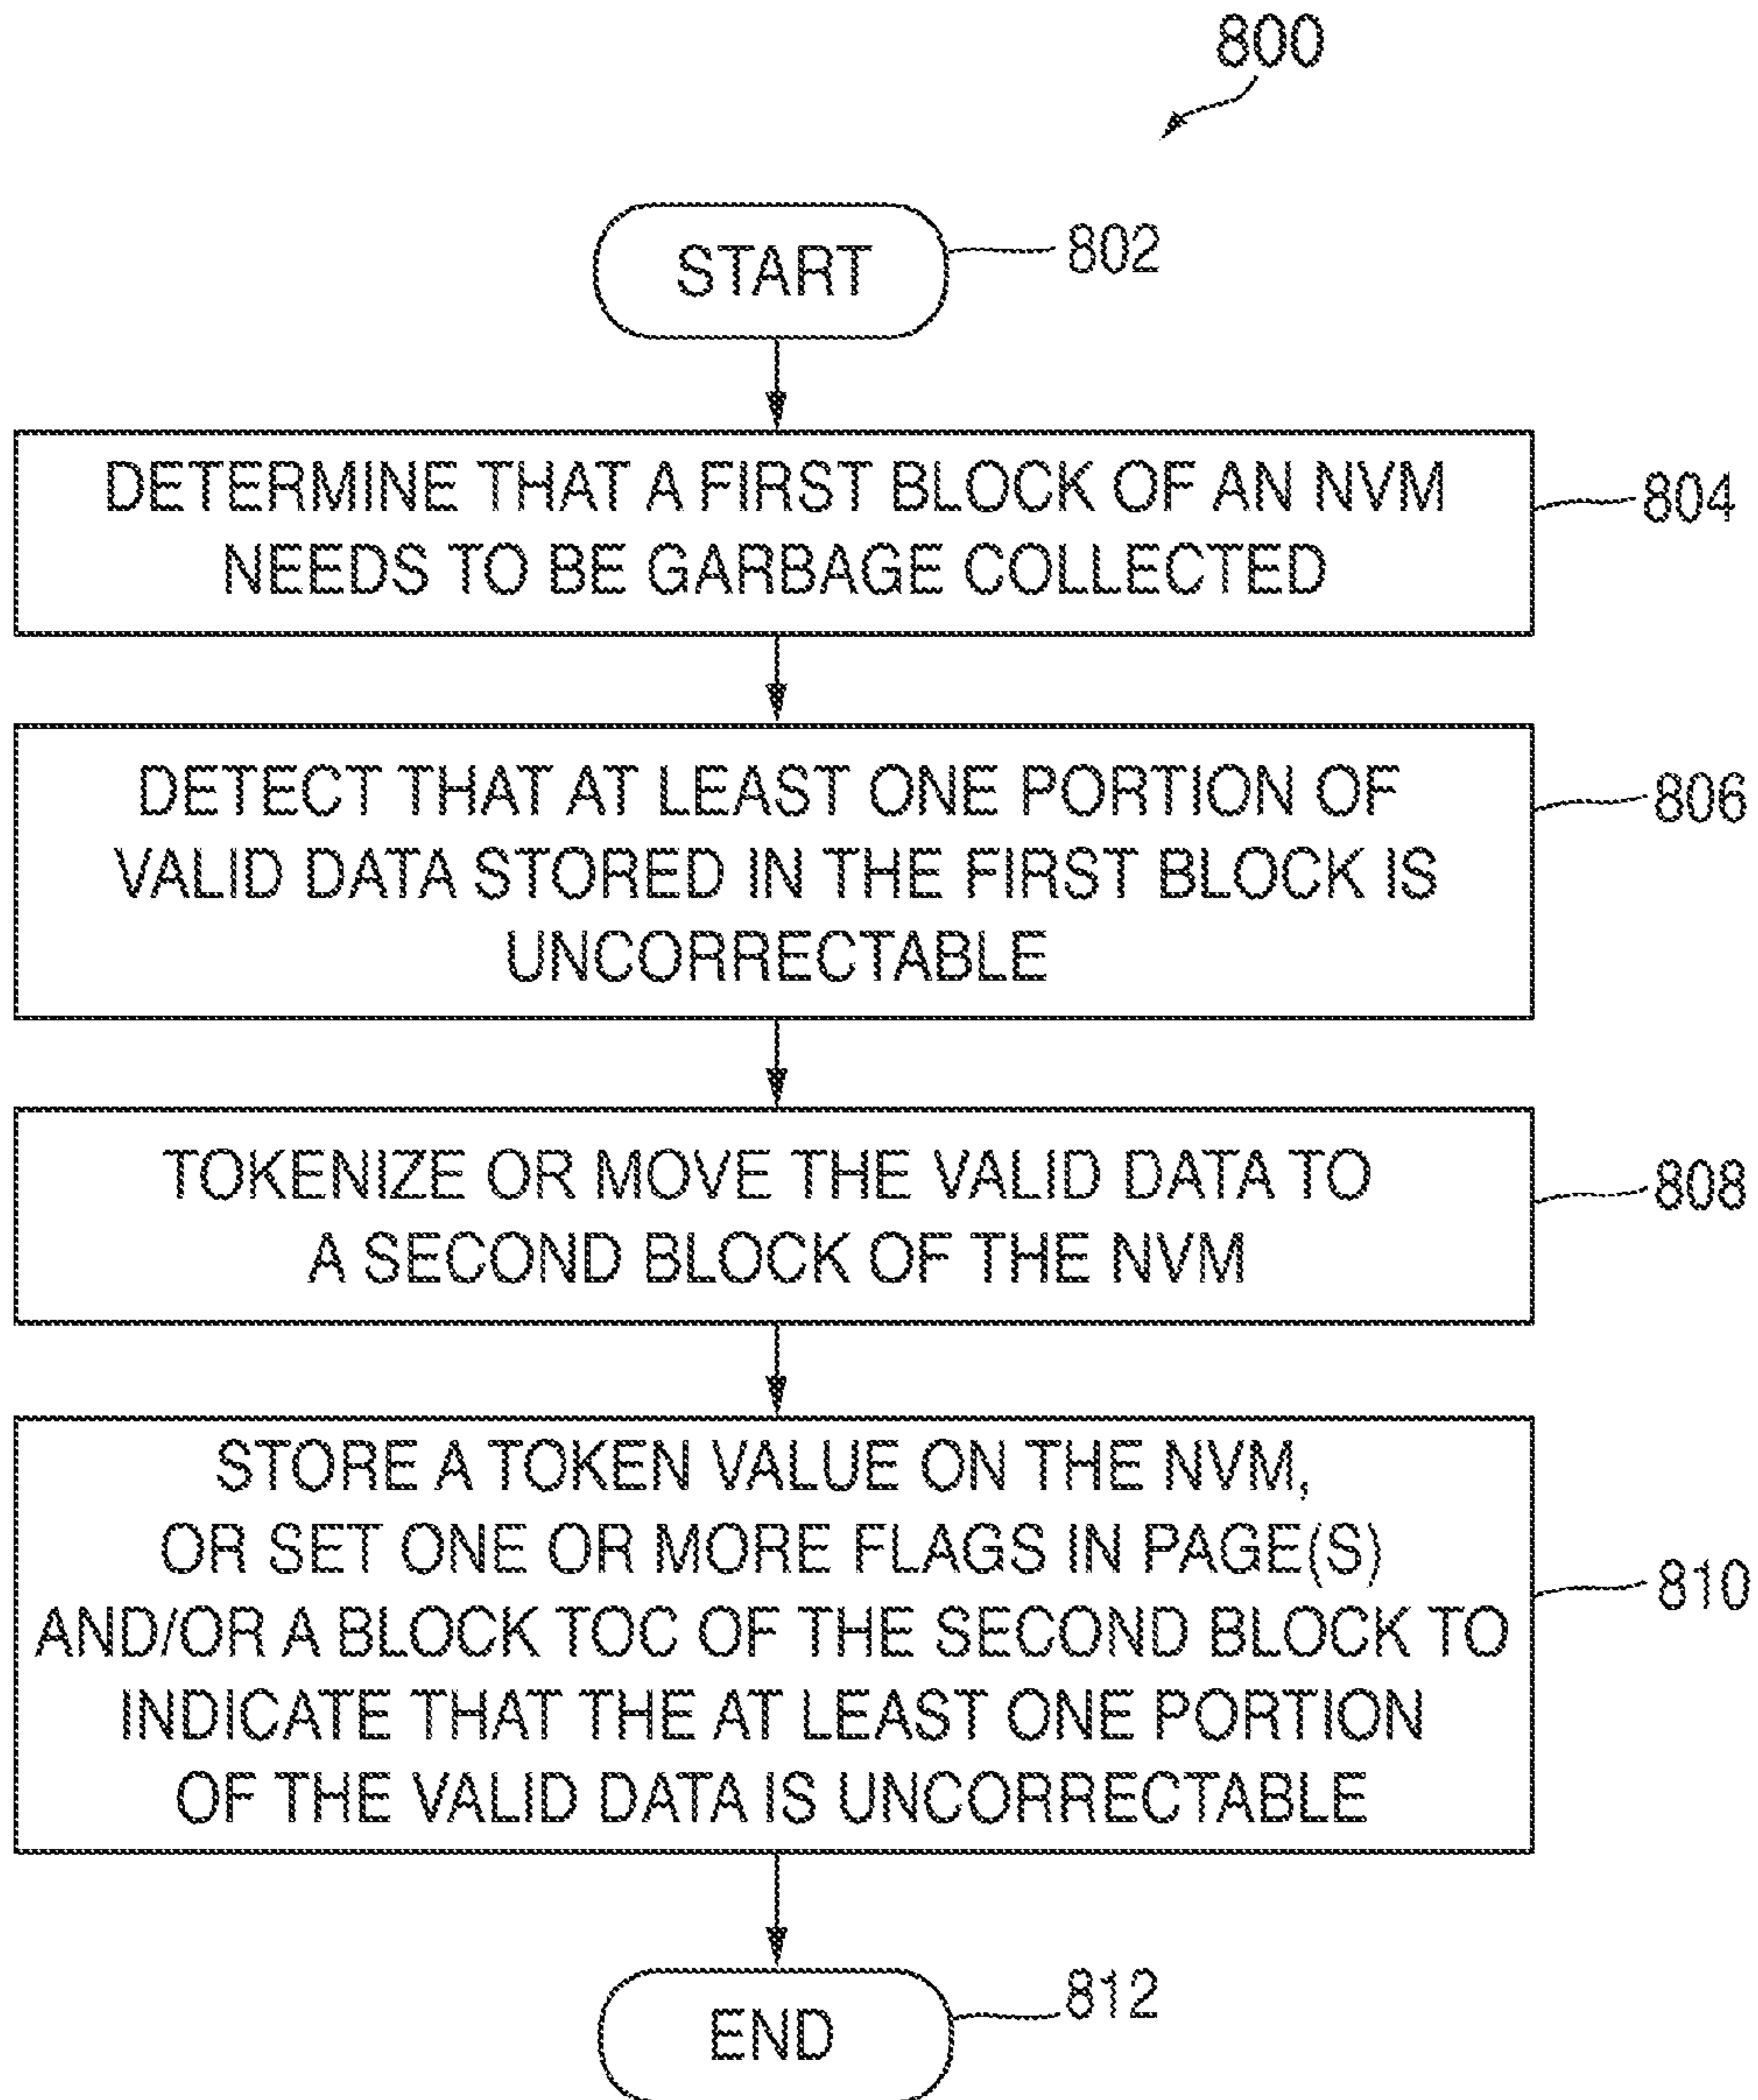 800
START
802
DETERMINE THAT A FIRST BLOCK OF AN NVM
NEEDS TO BE GARBAGE COLLECTED
804
DETECT THAT AT LEAST ONE PORTION OF
VALID DATA STORED IN THE FIRST BLOCK IS
UNCORRECTABLE
806
TOKENIZE OR MOVE THE VALID DATA TO
A SECOND BLOCK OF THE NVM
808
STORE A TOKEN VALUE ON THE NVM,
OR SET ONE OR MORE FLAGS IN PAGE(S)
AND/OR A BLOCK TOC OF THE SECOND BLOCK TO
INDICATE THAT THE AT LEAST ONE PORTION
OF THE VALID DATA IS UNCORRECTABLE
810
END
812